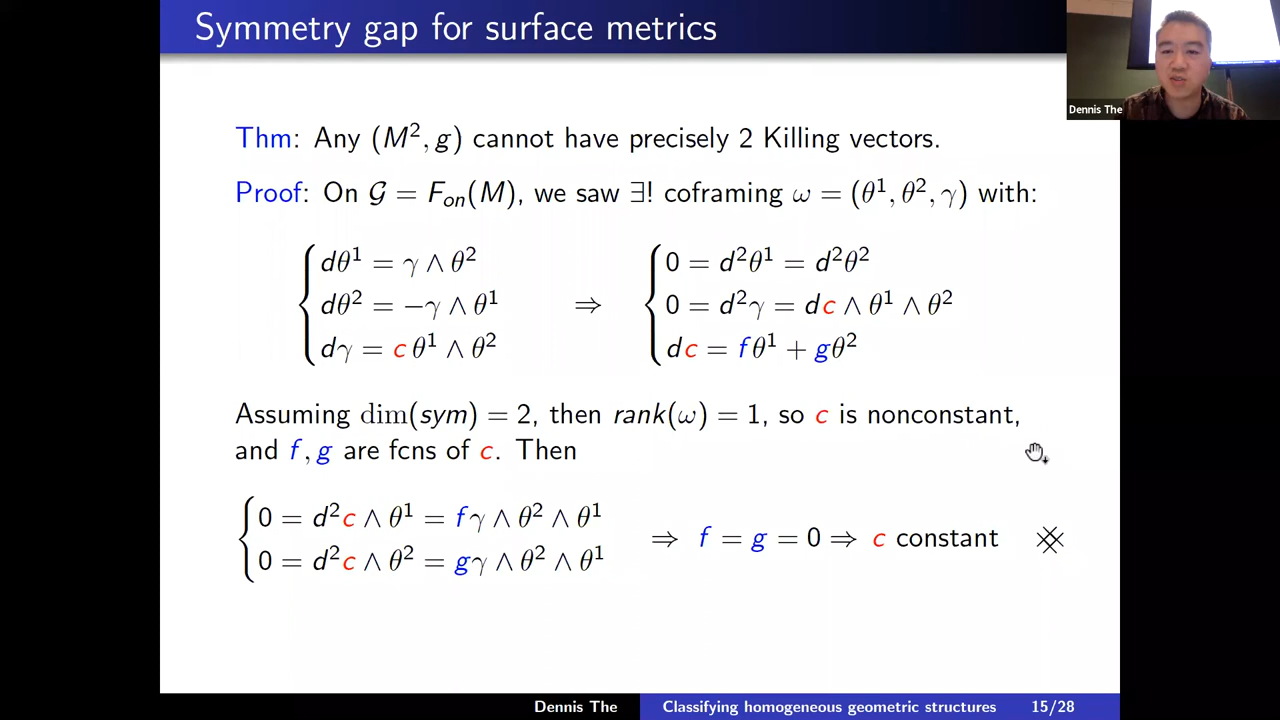 Symmetry gap for surface metrics
Dennis The
Thm: Any (M², g) cannot have precisely 2 Killing vectors.
Proof: On 𝒢 = F_on(M), we saw ∃! coframing ω = (θ¹, θ², γ) with:
dθ¹ = γ ∧ θ²
dθ² = −γ ∧ θ¹
dγ = c θ¹ ∧ θ²
⇒
0 = d²θ¹ = d²θ²
0 = d²γ = dc ∧ θ¹ ∧ θ²
dc = fθ¹ + gθ²
Assuming dim(sym) = 2, then rank(ω) = 1, so c is nonconstant,
and f, g are fcns of c. Then
0 = d²c ∧ θ¹ = fγ ∧ θ² ∧ θ¹
0 = d²c ∧ θ² = gγ ∧ θ² ∧ θ¹
⇒ f = g = 0 ⇒ c constant ※
Dennis The
Classifying homogeneous geometric structures
15/28